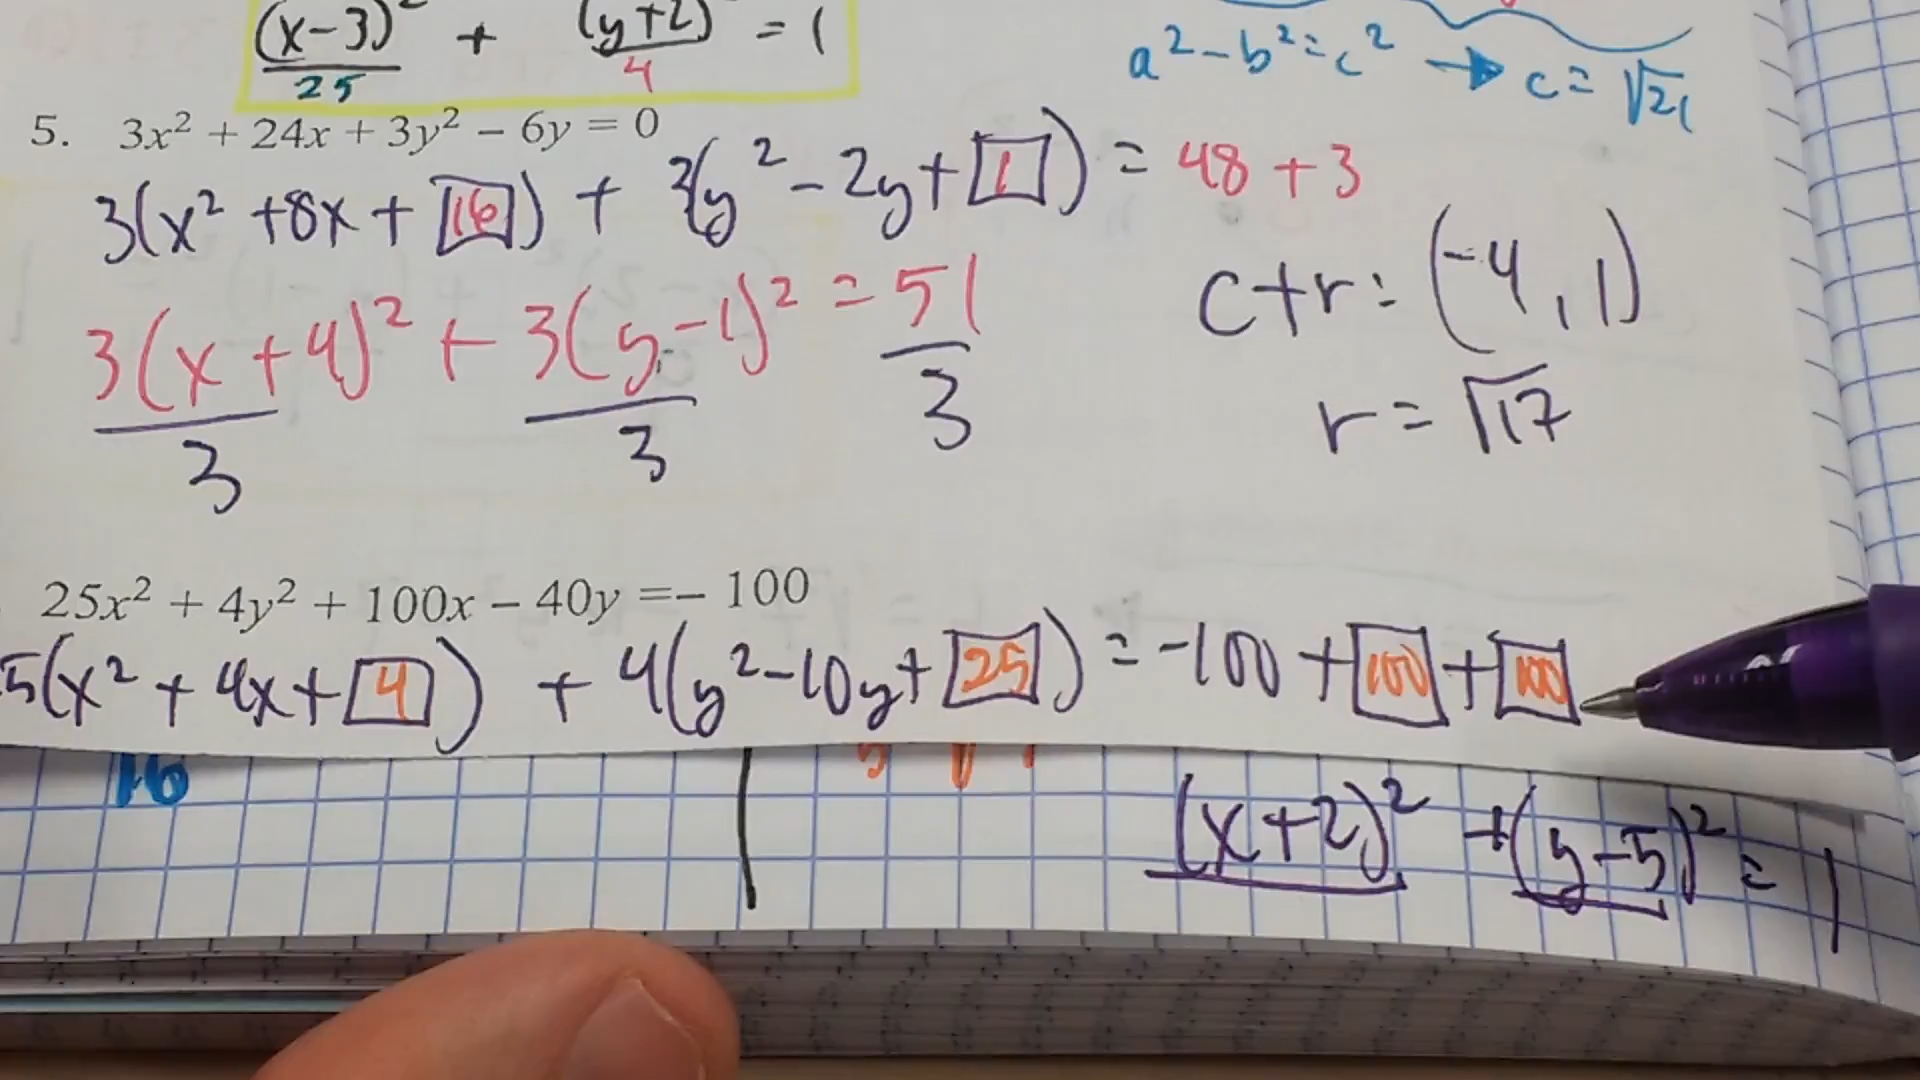 (x-3)² + (y+2) = 1
25 4
a² - b² = c² → c = √21
5. 3x² + 24x + 3y² – 6y = 0
3(x² + 8x + 16) + 3(y² - 2y + 1) = 48 + 3
3(x + 4)² + 3(y - 1)² = 51
3 3 3
ctr: (-4, 1)
r = √17
25x² + 4y² + 100x – 40y =– 100
5(x² + 4x + 4) + 4(y² - 10y + 25) = -100 + 100 + 100
16
(x+2)² + (y-5)² = 1